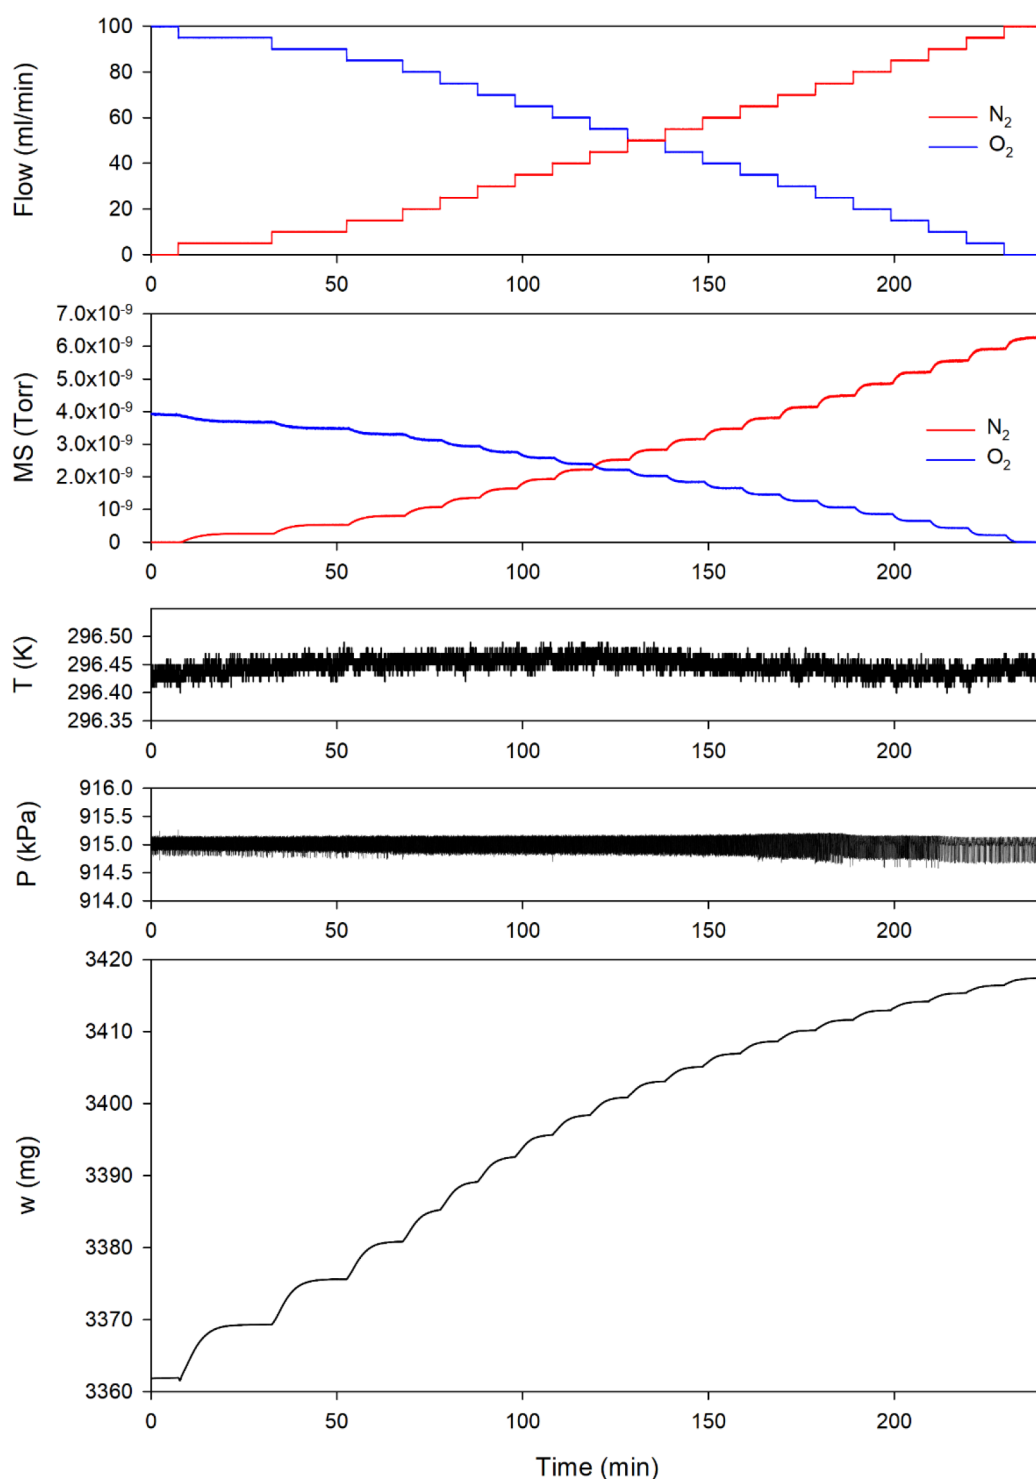 Flow (ml/min)
100
80
60
40
20
0
N₂
O₂
0 50 100 150 200
MS (Torr)
7.0x10⁻⁹
6.0x10⁻⁹
5.0x10⁻⁹
4.0x10⁻⁹
3.0x10⁻⁹
2.0x10⁻⁹
10⁻⁹
0
N₂
O₂
0 50 100 150 200
T (K)
296.50
296.45
296.40
296.35
0 50 100 150 200
P (kPa)
916.0
915.5
915.0
914.5
914.0
0 50 100 150 200
w (mg)
3420
3410
3400
3390
3380
3370
3360
0 50 100 150 200
Time (min)